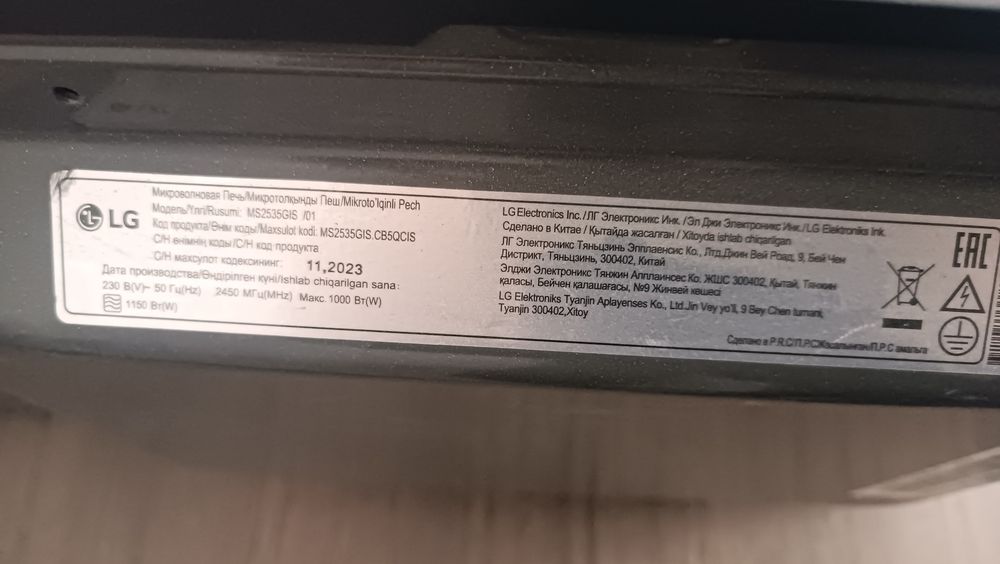 LG
Микроволновая Печь/Микротолқынды Пеш/Mikroto'lqinli Pech
Модель/Үлгі/Rusumi: MS2535GIS /01
Код продукта/Өнім коды/Maxsulot kodi: MS2535GIS.CB5QCIS
С/Н өнімнің коды/С/Н код продукта
С/Н махсулот кодексининг:
11,2023
Дата производства/Өндірілген күні/Ishlab chiqarilgan sana:
230 В(V)~ 50 Гц(Hz) 2450 МГц(MHz) Макс. 1000 Вт(W)
1150 Вт(W)
LG Electronics Inc./ЛГ Электроникс Инк./Эл Джи Электроникс Инк./LG Elektroniks Ink.
Сделано в Китае / Қытайда жасалған / Xitoyda ishlab chiqarilgan
ЛГ Электроникс Тяньцзинь Эпплаенсис Ко., Лтд.Джин Вей Роад, 9, Бей Чен
Дистрикт, Тяньцзинь, 300402, Китай
Элджи Электроникс Тянжин Апплаинсес Ко. ЖШС 300402, Қытай, Тянжин
қаласы, Бейчен қалашағасы, №9 Жинвей көшесі
LG Elektroniks Tyanjin Aplayenses Ko., Ltd.Jin Vey yo'li, 9 Bey Chen tumani,
Tyanjin 300402,Xitoy
Сделано в P.R.C/П.Р.С
EAC